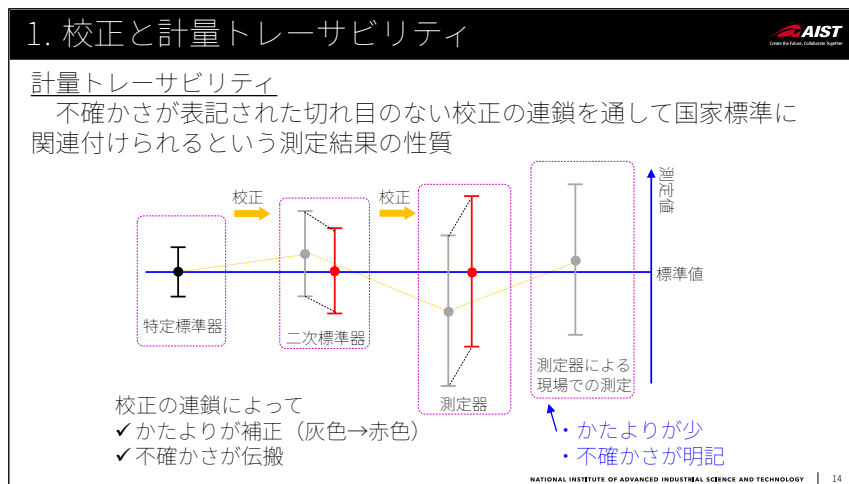 1. 校正と計量トレーサビリティ
AIST
Create the Future, Collaborate Together
計量トレーサビリティ
不確かさが表記された切れ目のない校正の連鎖を通して国家標準に
関連付けられるという測定結果の性質
校正
校正
測定値
標準値
特定標準器
二次標準器
測定器
測定器による
現場での測定
校正の連鎖によって
✓かたよりが補正（灰色→赤色）
✓不確かさが伝搬
・かたよりが少
・不確かさが明記
NATIONAL INSTITUTE OF ADVANCED INDUSTRIAL SCIENCE AND TECHNOLOGY
14